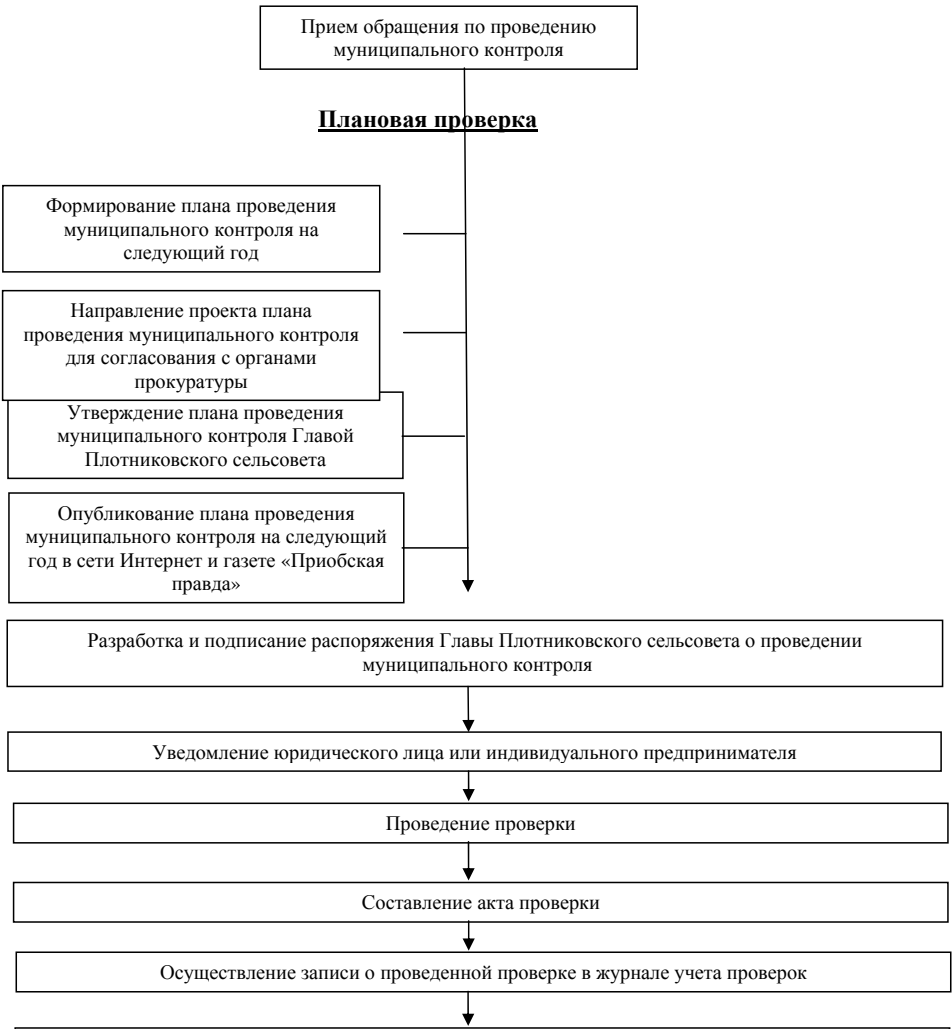 Прием обращения по проведению
муниципального контроля
Плановая проверка
Формирование плана проведения
муниципального контроля на
следующий год
Направление проекта плана
проведения муниципального контроля
для согласования с органами
прокуратуры
Утверждение плана проведения
муниципального контроля Главой
Плотниковского сельсовета
Опубликование плана проведения
муниципального контроля на следующий
год в сети Интернет и газете «Приобская
правда»
Разработка и подписание распоряжения Главы Плотниковского сельсовета о проведении
муниципального контроля
Уведомление юридического лица или индивидуального предпринимателя
Проведение проверки
Составление акта проверки
Осуществление записи о проведенной проверке в журнале учета проверок